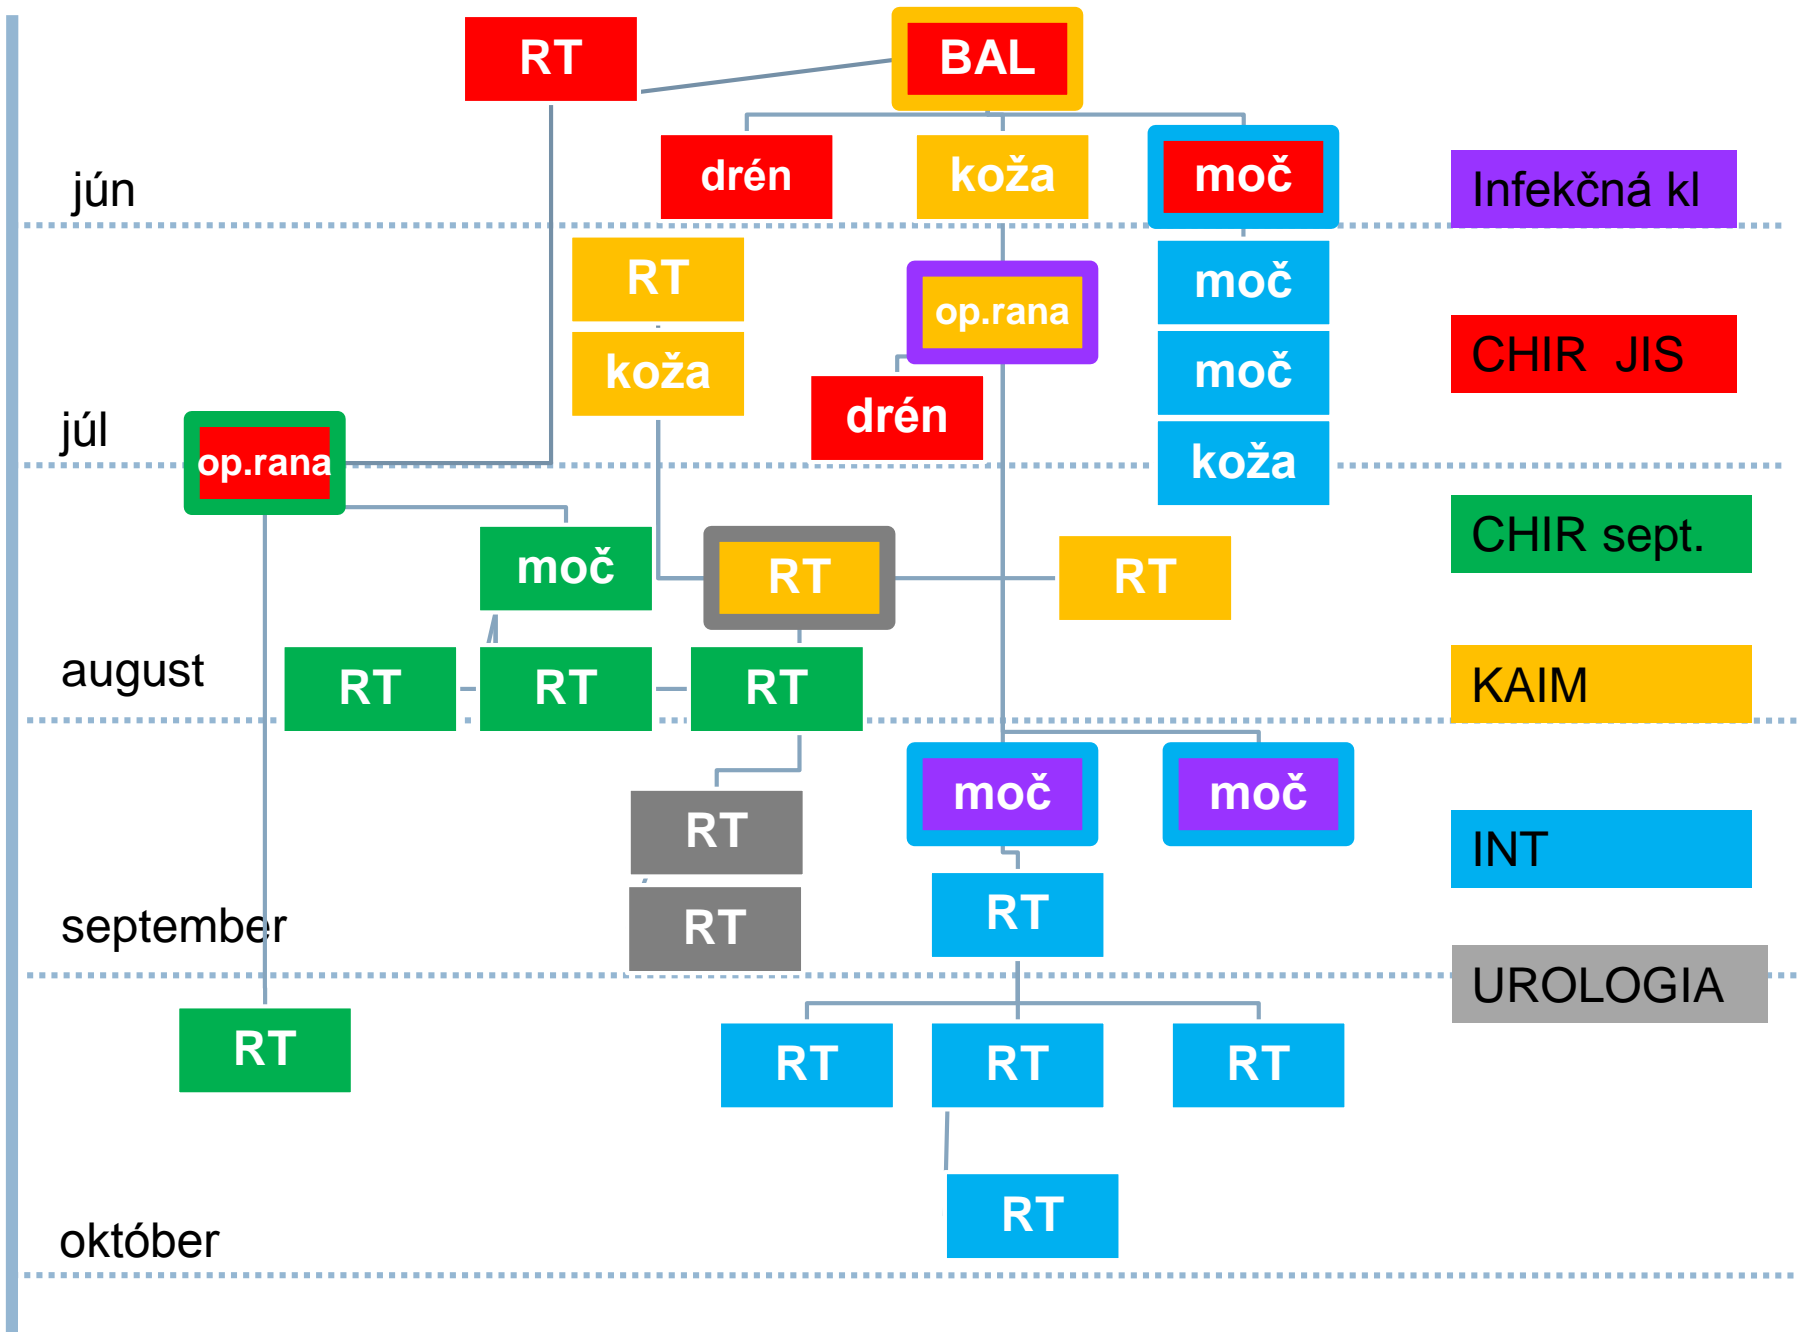 RT
BAL
drén
koža
moč
jún
Infekčná kl
RT
op.rana
moč
koža
moč
CHIR JIS
drén
júl
op.rana
koža
moč
RT
RT
CHIR sept.
august
RT
RT
RT
KAIM
moč
moč
RT
INT
september
RT
RT
UROLOGIA
RT
RT
RT
RT
RT
október